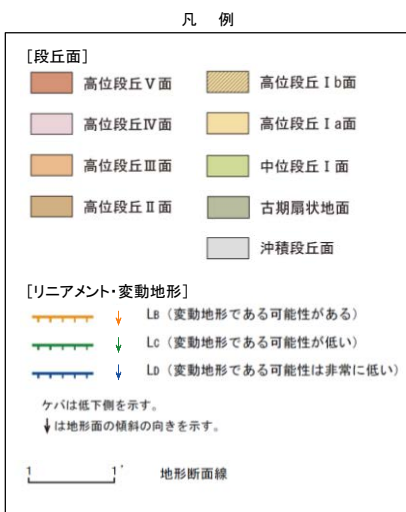 凡 例
[段丘面]
高位段丘Ⅴ面
高位段丘Ⅳ面
高位段丘Ⅲ面
高位段丘Ⅱ面
高位段丘Ⅰb面
高位段丘Ⅰa面
中位段丘Ⅰ面
古期扇状地面
沖積段丘面
[リニアメント・変動地形]
LB (変動地形である可能性がある)
LC (変動地形である可能性が低い)
LD (変動地形である可能性は非常に低い)
ケバは低下側を示す。
↓は地形面の傾斜の向きを示す。
1 1' 地形断面線